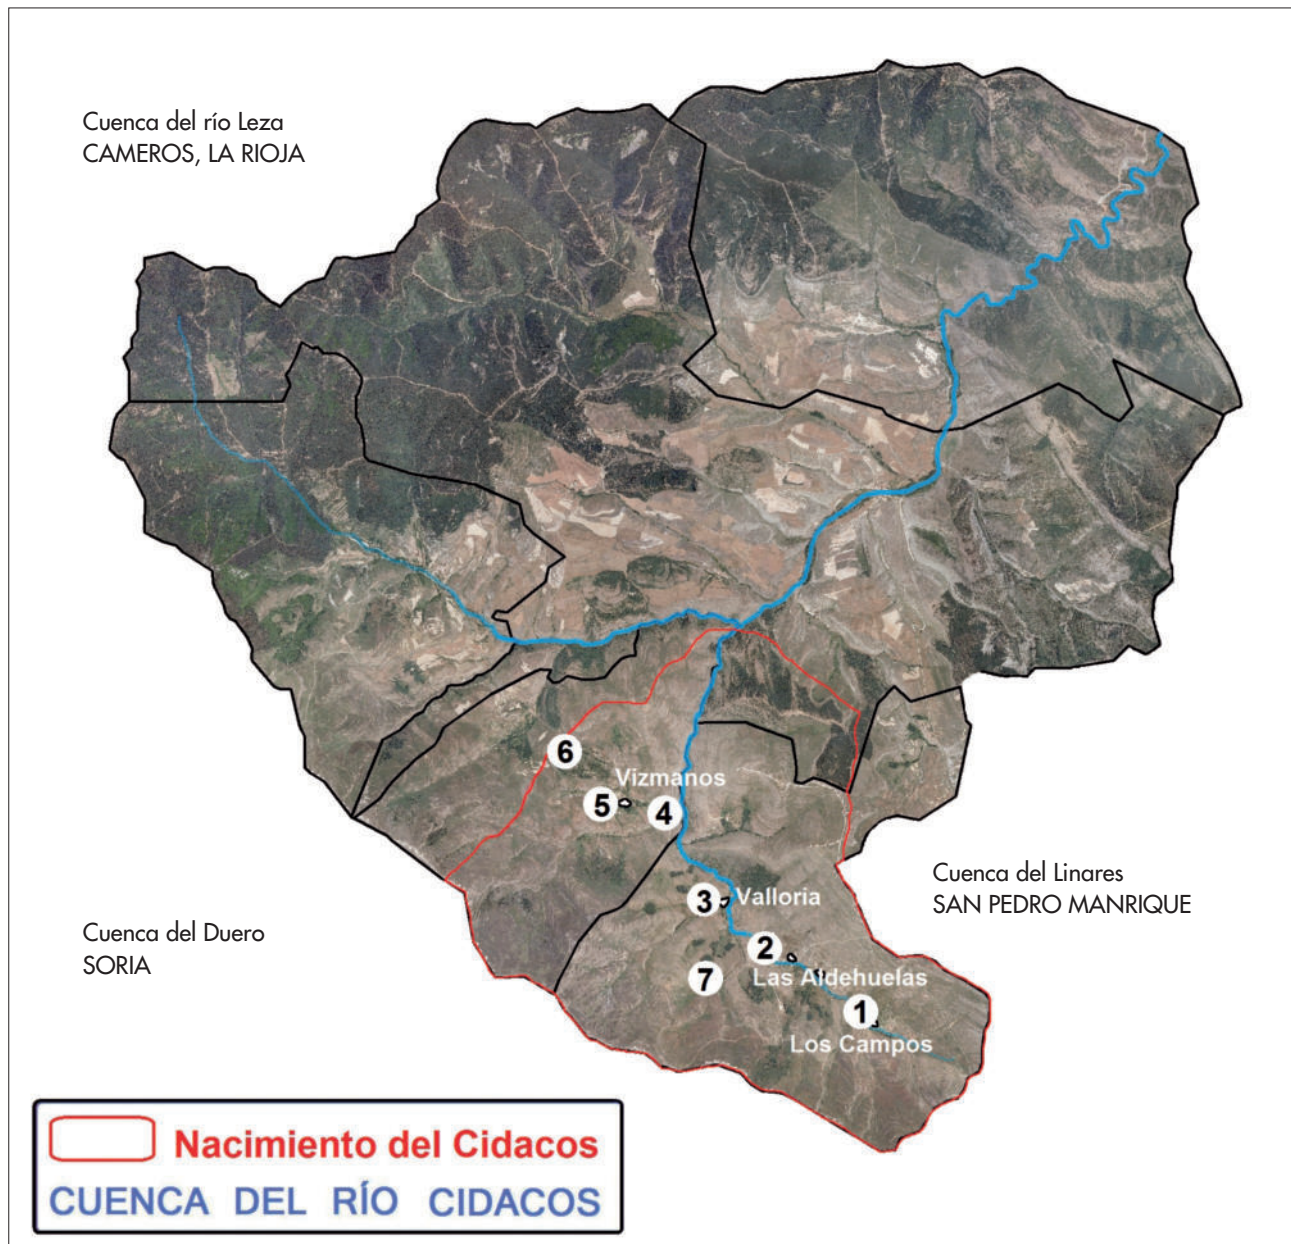 Cuenca del río Leza
CAMEROS, LA RIOJA
6
Vizmanos
5
4
Cuenca del Linares
SAN PEDRO MANRIQUE
3
Valloria
Cuenca del Duero
SORIA
2
7
Las Aldehuelas
1
Los Campos
Nacimiento del Cidacos
CUENCA DEL RÍO CIDACOS